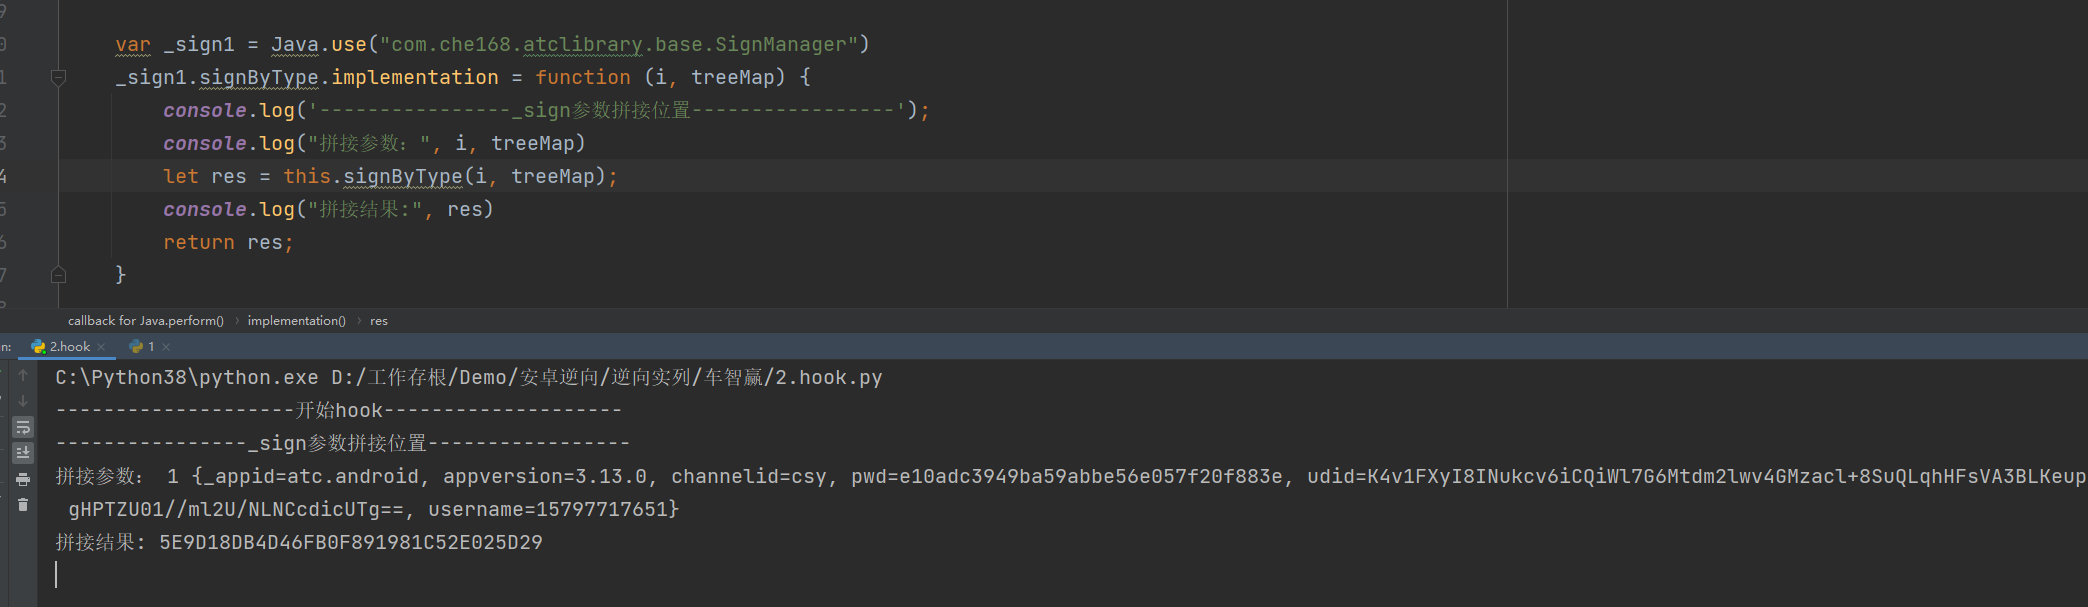 var _sign1 = Java.use("com.che168.atclibrary.base.SignManager")
_sign1.signByType.implementation = function (i, treeMap) {
console.log('----------------_sign参数拼接位置-----------------');
console.log("拼接参数: ", i, treeMap)
let res = this.signByType(i, treeMap);
console.log("拼接结果:", res)
return res;
}
callback for Java.perform() › implementation() › res
n: 2.hook × 1 ×
C:\Python38\python.exe D:/工作存根/Demo/安卓逆向/逆向实列/车智赢/2.hook.py
--------------------开始hook--------------------
----------------_sign参数拼接位置-----------------
拼接参数: 1 {_appid=atc.android, appversion=3.13.0, channelid=csy, pwd=e10adc3949ba59abbe56e057f20f883e, udid=K4v1FXyI8INukcv6iCQiWl7G6Mtdm2lwv4GMzacl+8SuQLqhHFsVA3BLKeup
gHPTZU01//ml2U/NLNCcdicUTg==, username=15797717651}
拼接结果: 5E9D18DB4D46FB0F891981C52E025D29